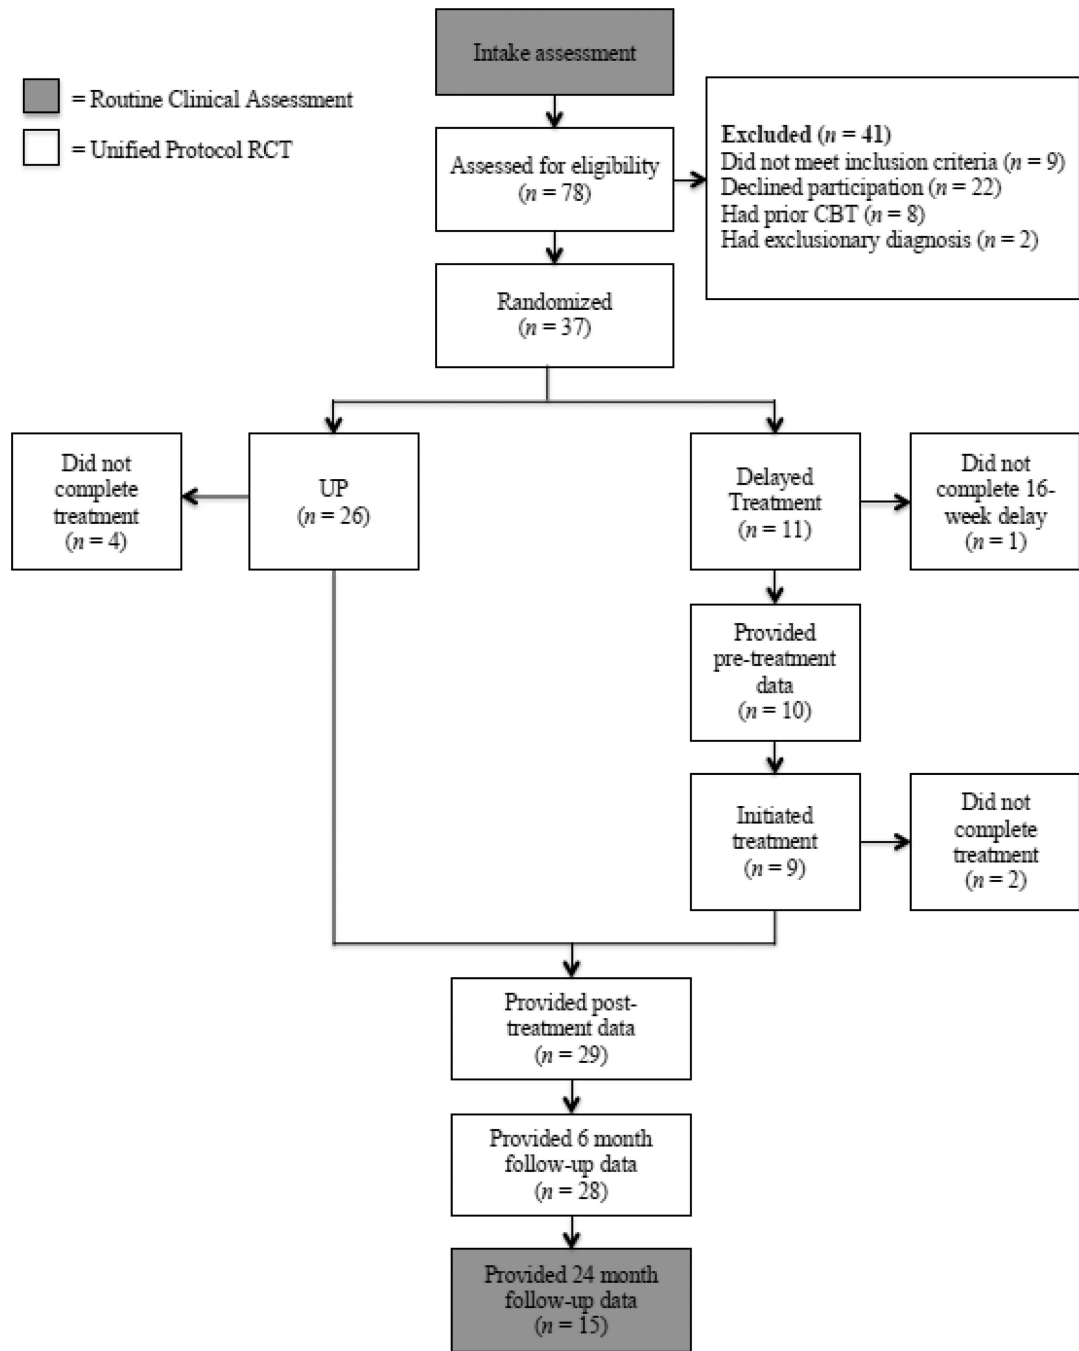 Intake assessment
= Routine Clinical Assessment
= Unified Protocol RCT
Assessed for eligibility
(n = 78)
Excluded (n = 41)
Did not meet inclusion criteria (n = 9)
Declined participation (n = 22)
Had prior CBT (n = 8)
Had exclusionary diagnosis (n = 2)
Randomized
(n = 37)
Did not
complete
treatment
(n = 4)
UP
(n = 26)
Delayed
Treatment
(n = 11)
Did not
complete 16-
week delay
(n = 1)
Provided
pre-treatment
data
(n = 10)
Initiated
treatment
(n = 9)
Did not
complete
treatment
(n = 2)
Provided post-
treatment data
(n = 29)
Provided 6 month
follow-up data
(n = 28)
Provided 24 month
follow-up data
(n = 15)